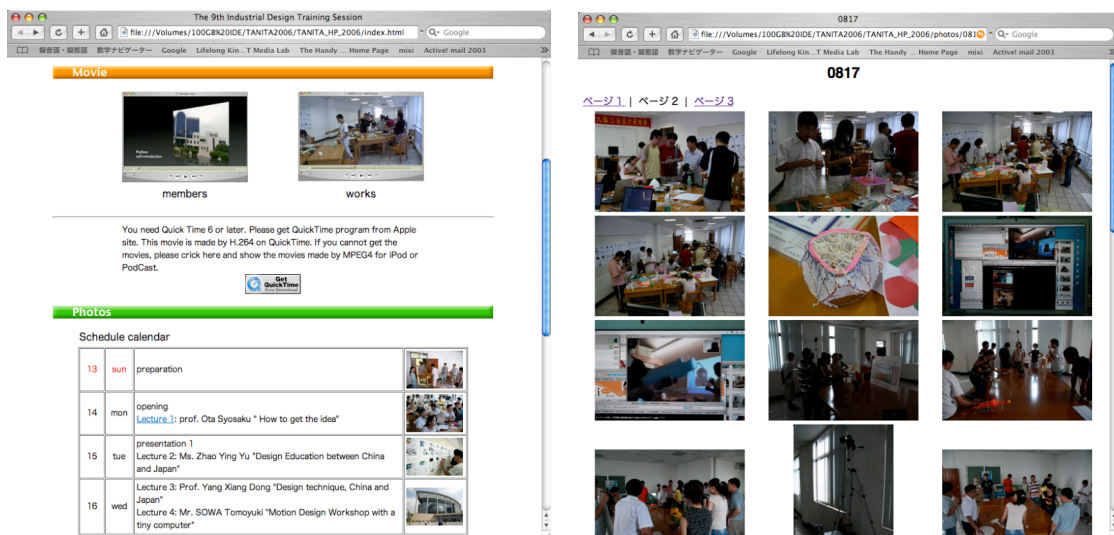 The 9th Industrial Design Training Session
file:///Volumes/100GB%20IDE/TANITA2006/TANITA_HP_2006/index.html
Google
擬音語・擬態語 数学ナビゲーター Google Lifelong Kin...T Media Lab The Handy ... Home Page mixi Active! mail 2003
Movie
members works
You need Quick Time 6 or later. Please get QuickTime program from Apple
site. This movie is made by H.264 on QuickTime. If you cannot get the
movies, please crick here and show the movies made by MPEG4 for iPod or
PodCast.
Get
QuickTime
Free Download
Photos
Schedule calendar
13 sun preparation
14 mon opening
Lecture 1: prof. Ota Syosaku " How to get the idea"
15 tue presentation 1
Lecture 2: Ms. Zhao Ying Yu "Design Education between China
and Japan"
16 wed Lecture 3: Prof. Yang Xiang Dong "Design technique, China and
Japan"
Lecture 4: Mr. SOWA Tomoyuki "Motion Design Workshop with a
tiny computer"
0817
file:///Volumes/100GB%20IDE/TANITA2006/TANITA_HP_2006/photos/081
Google
擬音語・擬態語 数学ナビゲーター Google Lifelong Kin...T Media Lab The Handy ... Home Page mixi Active! mail 2003
0817
ページ 1 | ページ 2 | ページ 3